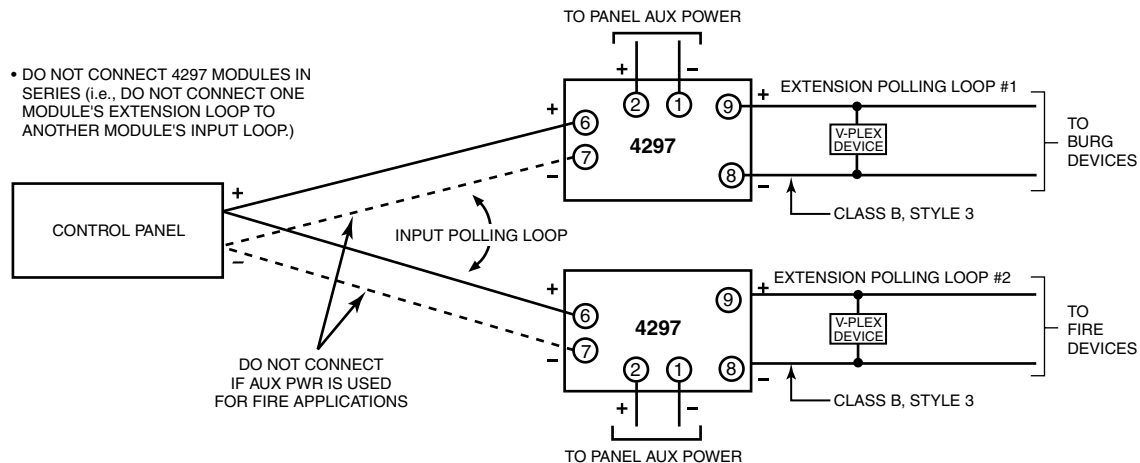 TO PANEL AUX POWER
• DO NOT CONNECT 4297 MODULES IN
SERIES (i.e., DO NOT CONNECT ONE
MODULE'S EXTENSION LOOP TO
ANOTHER MODULE'S INPUT LOOP.)
+ −
2 1
+ 6
7 −
4297
9 +
8 −
EXTENSION POLLING LOOP #1
V-PLEX
DEVICE
TO
BURG
DEVICES
CLASS B, STYLE 3
CONTROL PANEL
+
−
INPUT POLLING LOOP
DO NOT CONNECT
IF AUX PWR IS USED
FOR FIRE APPLICATIONS
+ 6
7 −
4297
9 +
8 −
2 1
+ −
EXTENSION POLLING LOOP #2
V-PLEX
DEVICE
TO
FIRE
DEVICES
CLASS B, STYLE 3
TO PANEL AUX POWER